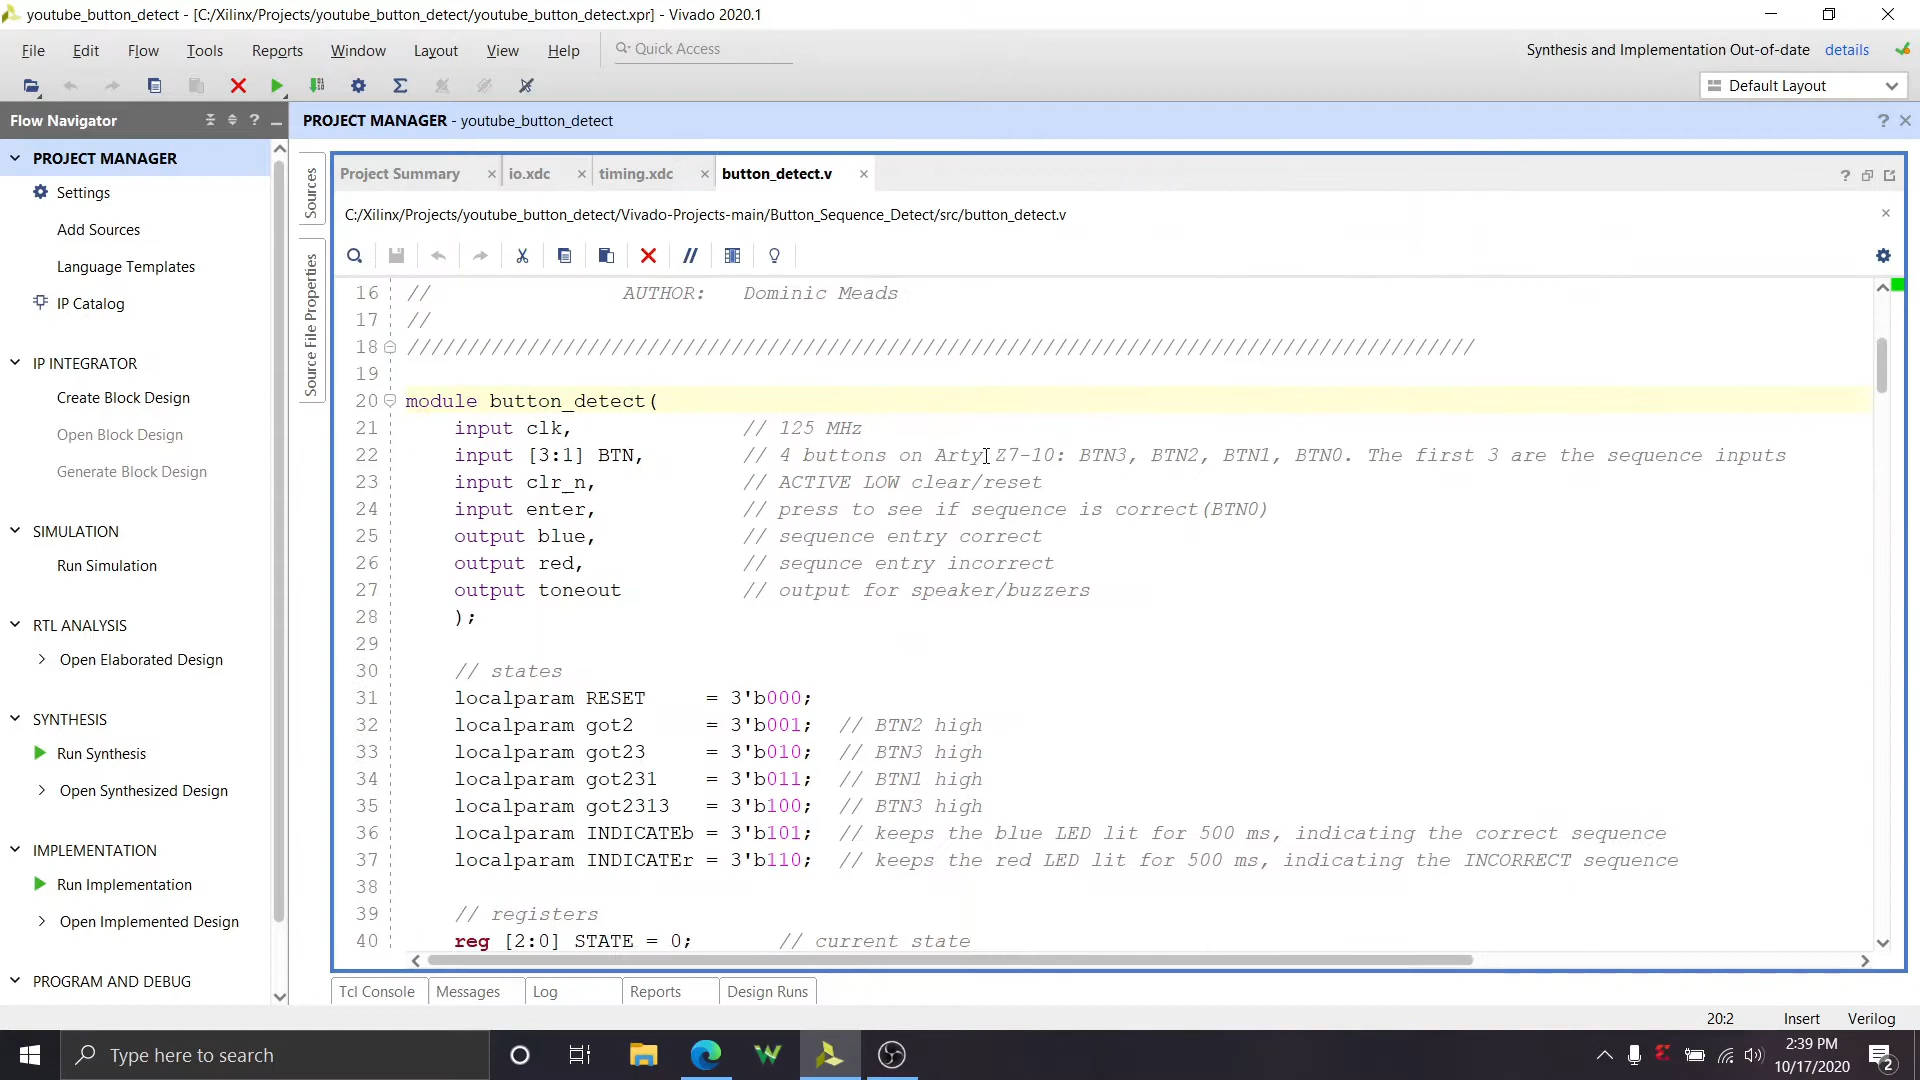 youtube_button_detect - [C:/Xilinx/Projects/youtube_button_detect/youtube_button_detect.xpr] - Vivado 2020.1
File Edit Flow Tools Reports Window Layout View Help Quick Access
Synthesis and Implementation Out-of-date details
Default Layout
Flow Navigator
PROJECT MANAGER - youtube_button_detect
PROJECT MANAGER
Settings
Add Sources
Language Templates
IP Catalog
IP INTEGRATOR
Create Block Design
Open Block Design
Generate Block Design
SIMULATION
Run Simulation
RTL ANALYSIS
Open Elaborated Design
SYNTHESIS
Run Synthesis
Open Synthesized Design
IMPLEMENTATION
Run Implementation
Open Implemented Design
PROGRAM AND DEBUG
Sources
Source File Properties
Project Summary io.xdc timing.xdc button_detect.v
C:/Xilinx/Projects/youtube_button_detect/Vivado-Projects-main/Button_Sequence_Detect/src/button_detect.v
16 // AUTHOR: Dominic Meads
17 //
18 /////////////////////////////////////////////////////////////////////////////////////////
19
20 module button_detect(
21 input clk, // 125 MHz
22 input [3:1] BTN, // 4 buttons on Arty Z7-10: BTN3, BTN2, BTN1, BTN0. The first 3 are the sequence inputs
23 input clr_n, // ACTIVE LOW clear/reset
24 input enter, // press to see if sequence is correct(BTN0)
25 output blue, // sequence entry correct
26 output red, // sequnce entry incorrect
27 output toneout // output for speaker/buzzers
28 );
29
30 // states
31 localparam RESET = 3'b000;
32 localparam got2 = 3'b001; // BTN2 high
33 localparam got23 = 3'b010; // BTN3 high
34 localparam got231 = 3'b011; // BTN1 high
35 localparam got2313 = 3'b100; // BTN3 high
36 localparam INDICATEb = 3'b101; // keeps the blue LED lit for 500 ms, indicating the correct sequence
37 localparam INDICATEr = 3'b110; // keeps the red LED lit for 500 ms, indicating the INCORRECT sequence
38
39 // registers
40 reg [2:0] STATE = 0; // current state
Tcl Console Messages Log Reports Design Runs
20:2 Insert Verilog
Type here to search
2:39 PM
10/17/2020
2